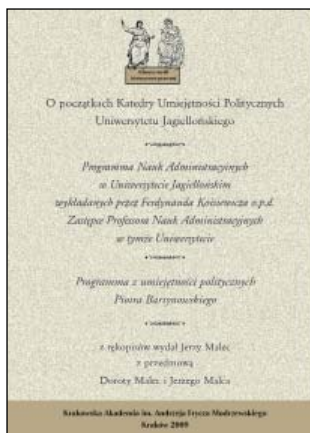 O początkach Katedry Umiejętności Politycznych
Uniwersytetu Jagiellońskiego
Programma Nauk Administracyjnych
w Uniwersytecie Jagiellońskim
wykładanych przez Ferdynanda Kojsiewicza o.p.d.
Zastępcę Professora Nauk Administracyjnych
w tymże Uniwersytecie
Programma z umiejętności politycznych
Piotra Bartynowskiego
z rękopisów wydał Jerzy Malec
z przedmową
Doroty Malec i Jerzego Malca
Krakowska Akademia im. Andrzeja Frycza Modrzewskiego
Kraków 2009